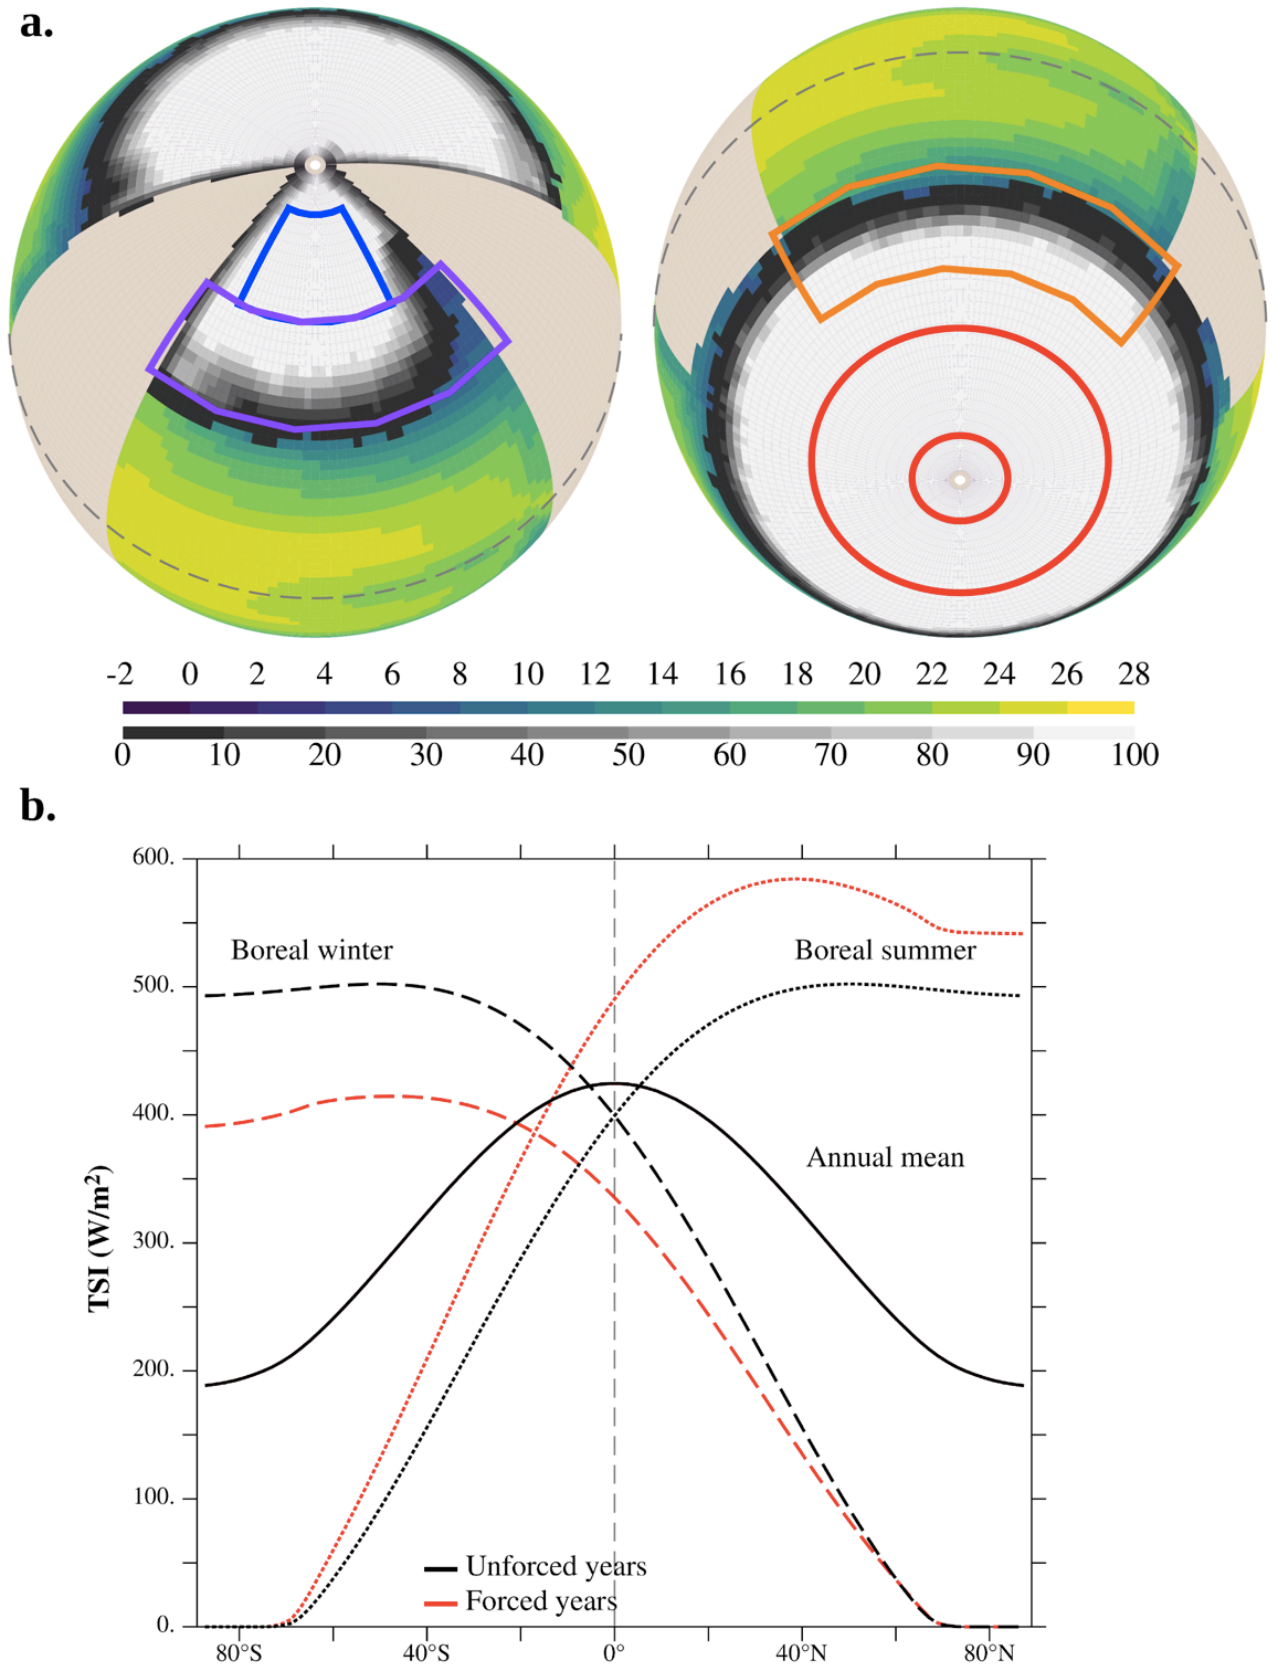 a.
-2 0 2 4 6 8 10 12 14 16 18 20 22 24 26 28
0 10 20 30 40 50 60 70 80 90 100
b.
600.
500.
400.
300.
200.
100.
0.
TSI (W/m²)
Boreal winter
Boreal summer
Annual mean
Unforced years
Forced years
80°S 40°S 0° 40°N 80°N